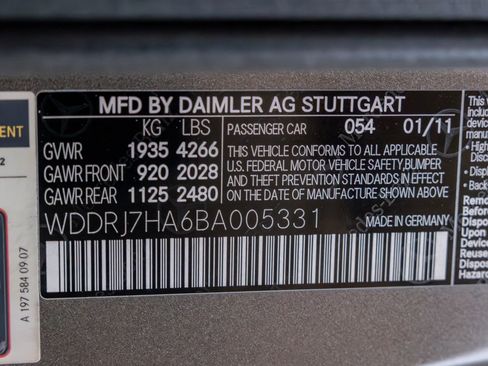 MFD BY DAIMLER AG STUTTGART
KG LBS
GVWR 1935 4266
GAWR FRONT 920 2028
GAWR REAR 1125 2480
PASSENGER CAR 054 01/11
THIS VEHICLE CONFORMS TO ALL APPLICABLE
U.S. FEDERAL MOTOR VEHICLE SAFETY,BUMPER
AND THEFT PREVENTION STANDARDS IN EFFECT
ON THE DATE OF MANUFACTURE SHOWN ABOVE.
WDDRJ7HA6BA005331
MADE IN GERMANY
A 197 584 09 07